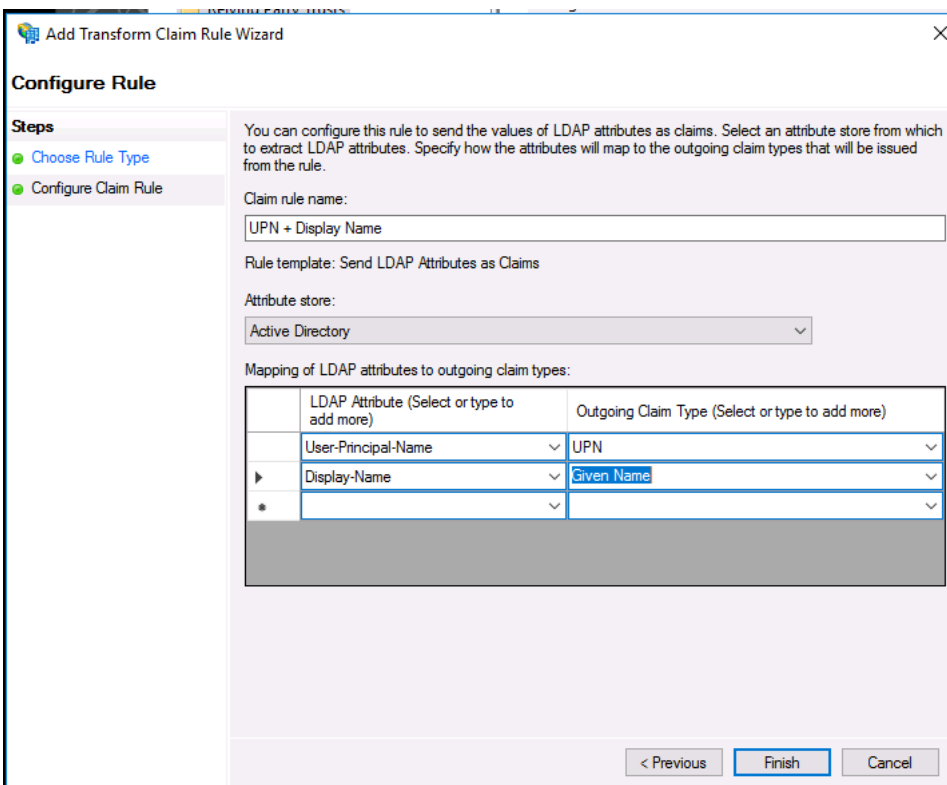 Relying Party Trusts
Add Transform Claim Rule Wizard
Configure Rule
Steps
Choose Rule Type
Configure Claim Rule
You can configure this rule to send the values of LDAP attributes as claims. Select an attribute store from which
to extract LDAP attributes. Specify how the attributes will map to the outgoing claim types that will be issued
from the rule.
Claim rule name:
UPN + Display Name
Rule template: Send LDAP Attributes as Claims
Attribute store:
Active Directory
Mapping of LDAP attributes to outgoing claim types:
LDAP Attribute (Select or type to
add more)
Outgoing Claim Type (Select or type to add more)
User-Principal-Name
UPN
Display-Name
Given Name
< Previous
Finish
Cancel